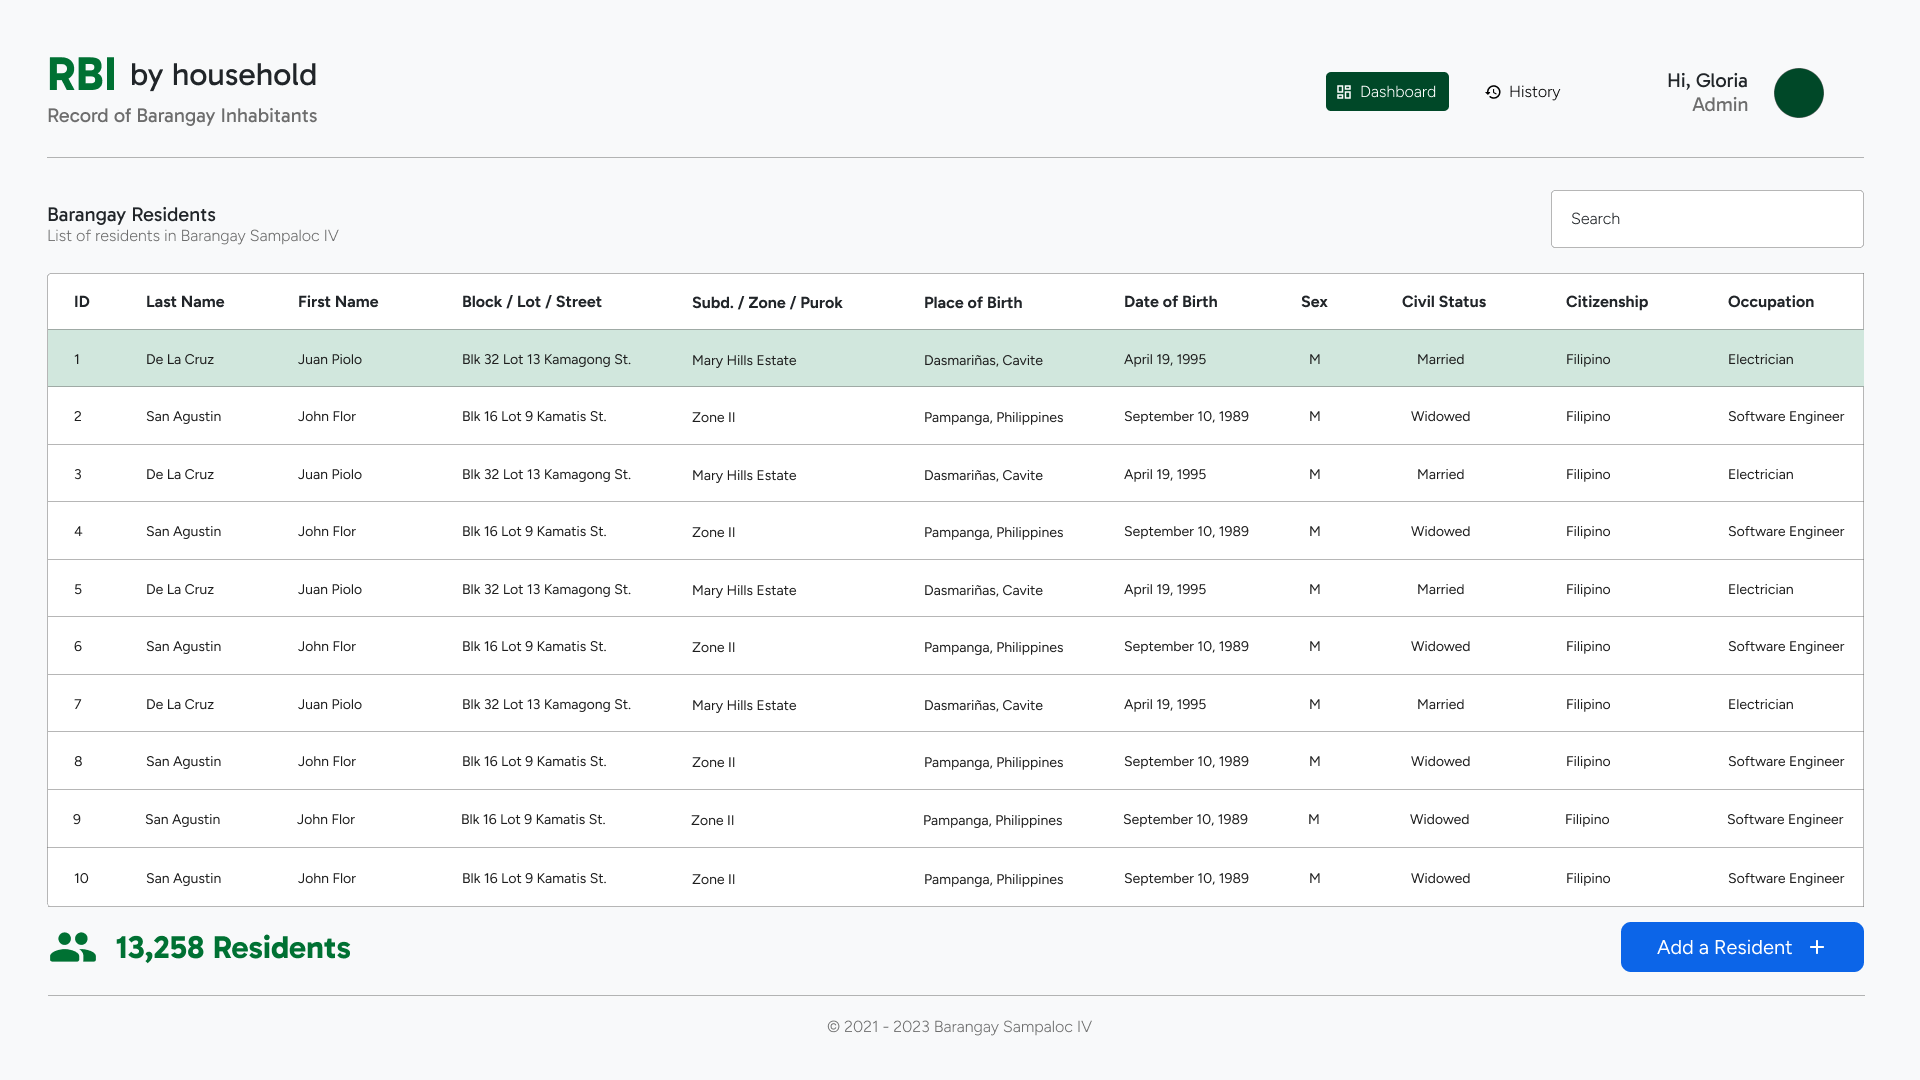 RBI by household
Record of Barangay Inhabitants
Dashboard
History
Hi, Gloria
Admin
Barangay Residents
List of residents in Barangay Sampaloc IV
Search
ID Last Name First Name Block / Lot / Street Subd. / Zone / Purok Place of Birth Date of Birth Sex Civil Status Citizenship Occupation
1 De La Cruz Juan Piolo Blk 32 Lot 13 Kamagong St. Mary Hills Estate Dasmariñas, Cavite April 19, 1995 M Married Filipino Electrician
2 San Agustin John Flor Blk 16 Lot 9 Kamatis St. Zone II Pampanga, Philippines September 10, 1989 M Widowed Filipino Software Engineer
3 De La Cruz Juan Piolo Blk 32 Lot 13 Kamagong St. Mary Hills Estate Dasmariñas, Cavite April 19, 1995 M Married Filipino Electrician
4 San Agustin John Flor Blk 16 Lot 9 Kamatis St. Zone II Pampanga, Philippines September 10, 1989 M Widowed Filipino Software Engineer
5 De La Cruz Juan Piolo Blk 32 Lot 13 Kamagong St. Mary Hills Estate Dasmariñas, Cavite April 19, 1995 M Married Filipino Electrician
6 San Agustin John Flor Blk 16 Lot 9 Kamatis St. Zone II Pampanga, Philippines September 10, 1989 M Widowed Filipino Software Engineer
7 De La Cruz Juan Piolo Blk 32 Lot 13 Kamagong St. Mary Hills Estate Dasmariñas, Cavite April 19, 1995 M Married Filipino Electrician
8 San Agustin John Flor Blk 16 Lot 9 Kamatis St. Zone II Pampanga, Philippines September 10, 1989 M Widowed Filipino Software Engineer
9 San Agustin John Flor Blk 16 Lot 9 Kamatis St. Zone II Pampanga, Philippines September 10, 1989 M Widowed Filipino Software Engineer
10 San Agustin John Flor Blk 16 Lot 9 Kamatis St. Zone II Pampanga, Philippines September 10, 1989 M Widowed Filipino Software Engineer
13,258 Residents
Add a Resident +
© 2021 - 2023 Barangay Sampaloc IV